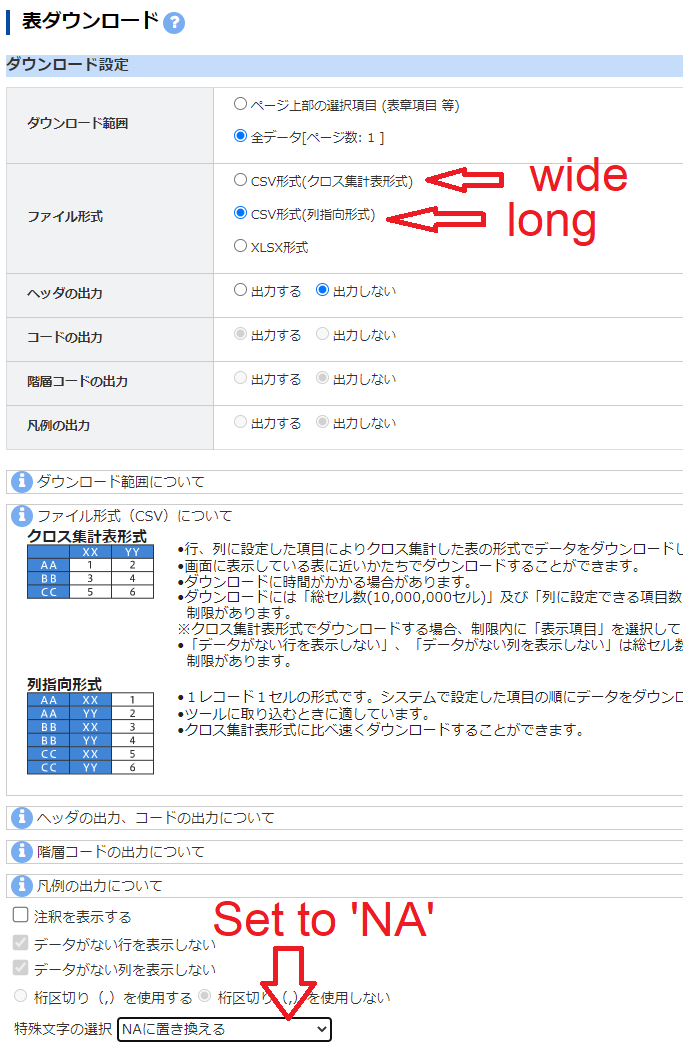 表ダウンロード ?
ダウンロード設定
ダウンロード範囲
ページ上部の選択項目 (表章項目 等)
全データ[ページ数: 1 ]
ファイル形式
CSV形式(クロス集計表形式)
wide
CSV形式(列指向形式)
long
XLSX形式
ヘッダの出力
出力する 出力しない
コードの出力
出力する 出力しない
階層コードの出力
出力する 出力しない
凡例の出力
出力する 出力しない
i ダウンロード範囲について
i ファイル形式（CSV）について
クロス集計表形式
XX YY
AA 1 2
BB 3 4
CC 5 6
●行、列に設定した項目によりクロス集計した表の形式でデータをダウンロードし
●画面に表示している表に近いかたちでダウンロードすることができます。
●ダウンロードに時間がかかる場合があります。
●ダウンロードには「総セル数(10,000,000セル)」及び「列に設定できる項目数
制限があります。
※クロス集計表形式でダウンロードする場合、制限内に「表示項目」を選択して
●「データがない行を表示しない」、「データがない列を表示しない」は総セル数
制限があります。
列指向形式
AA XX 1
AA YY 2
BB XX 3
BB YY 4
CC XX 5
CC YY 6
●１レコード１セルの形式です。システムで設定した項目の順にデータをダウンロ
●ツールに取り込むときに適しています。
●クロス集計表形式に比べ速くダウンロードすることができます。
i ヘッダの出力、コードの出力について
i 階層コードの出力について
i 凡例の出力について
注釈を表示する
Set to 'NA'
データがない行を表示しない
データがない列を表示しない
桁区切り（,）を使用する 桁区切り（,）を使用しない
特殊文字の選択 NAに置き換える